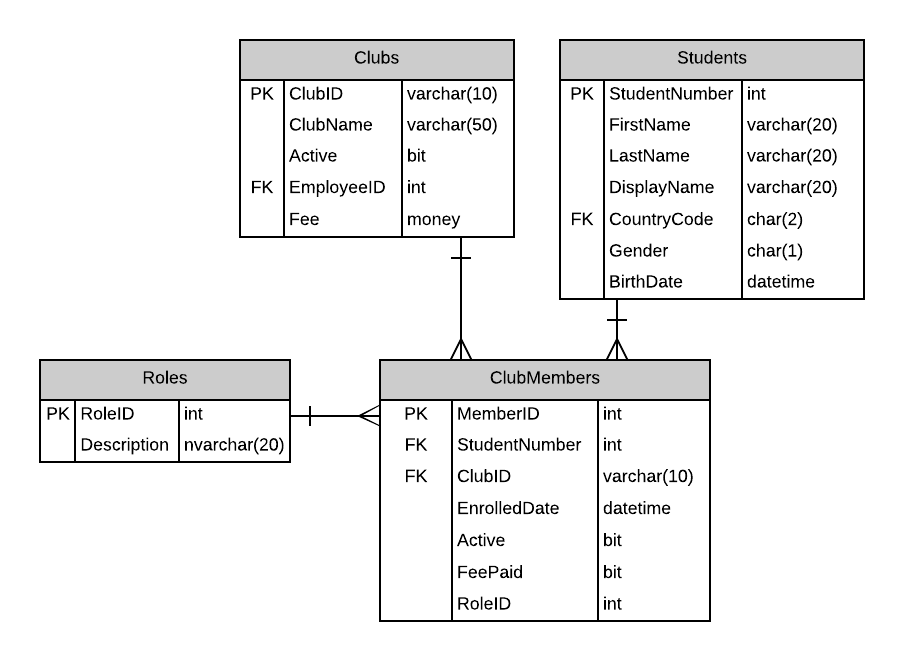 Clubs
PK ClubID varchar(10)
ClubName varchar(50)
Active bit
FK EmployeeID int
Fee money
Students
PK StudentNumber int
FirstName varchar(20)
LastName varchar(20)
DisplayName varchar(20)
FK CountryCode char(2)
Gender char(1)
BirthDate datetime
Roles
PK RoleID int
Description nvarchar(20)
ClubMembers
PK MemberID int
FK StudentNumber int
FK ClubID varchar(10)
EnrolledDate datetime
Active bit
FeePaid bit
RoleID int